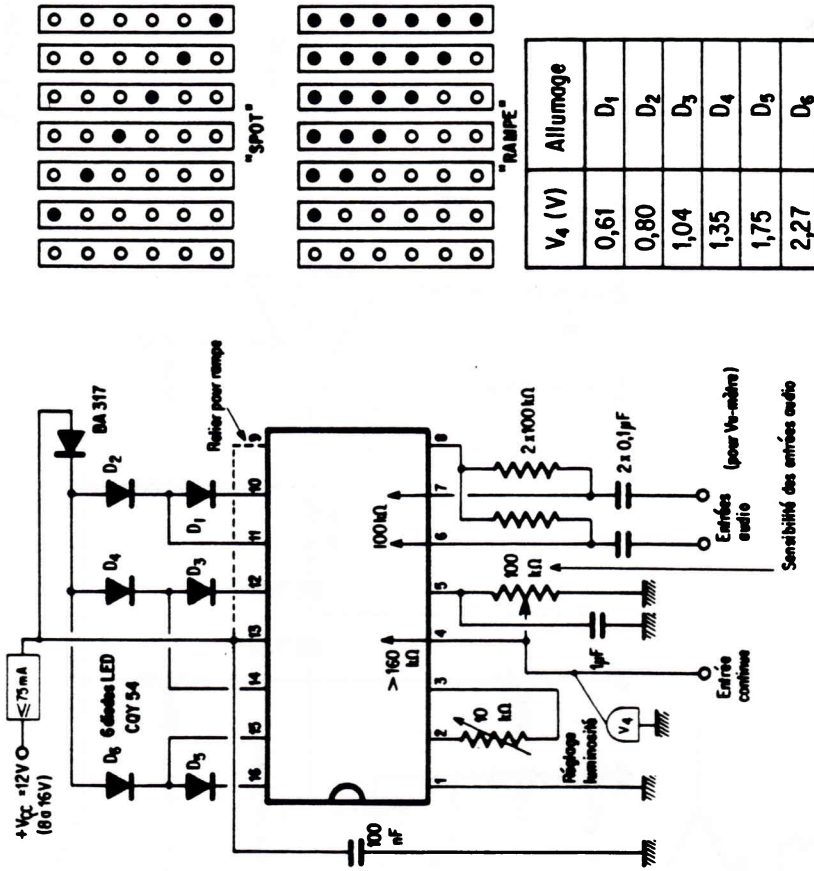 "SPOT"
"RAMPE"
V₄ (V) Allumage
0,61 D₁
0,80 D₂
1,04 D₃
1,35 D₄
1,75 D₅
2,27 D₆
+Vcc =12V
(8 à 16V)
≤75mA
6 diodes LED
CQY 54
BA 317
D₆
D₅
D₄
D₃
D₂
D₁
Relier pour rampe
16
15
14
13
12
11
10
9
100
nF
>160
kΩ
100kΩ
1
2
3
4
5
6
7
8
10
kΩ
Réglage
luminosité
V₄
1µF
100
kΩ
2x100kΩ
2x0,1µF
Entrée
continue
Entrées
audio
(pour Vu-mètre)
Sensibilité des entrées audio